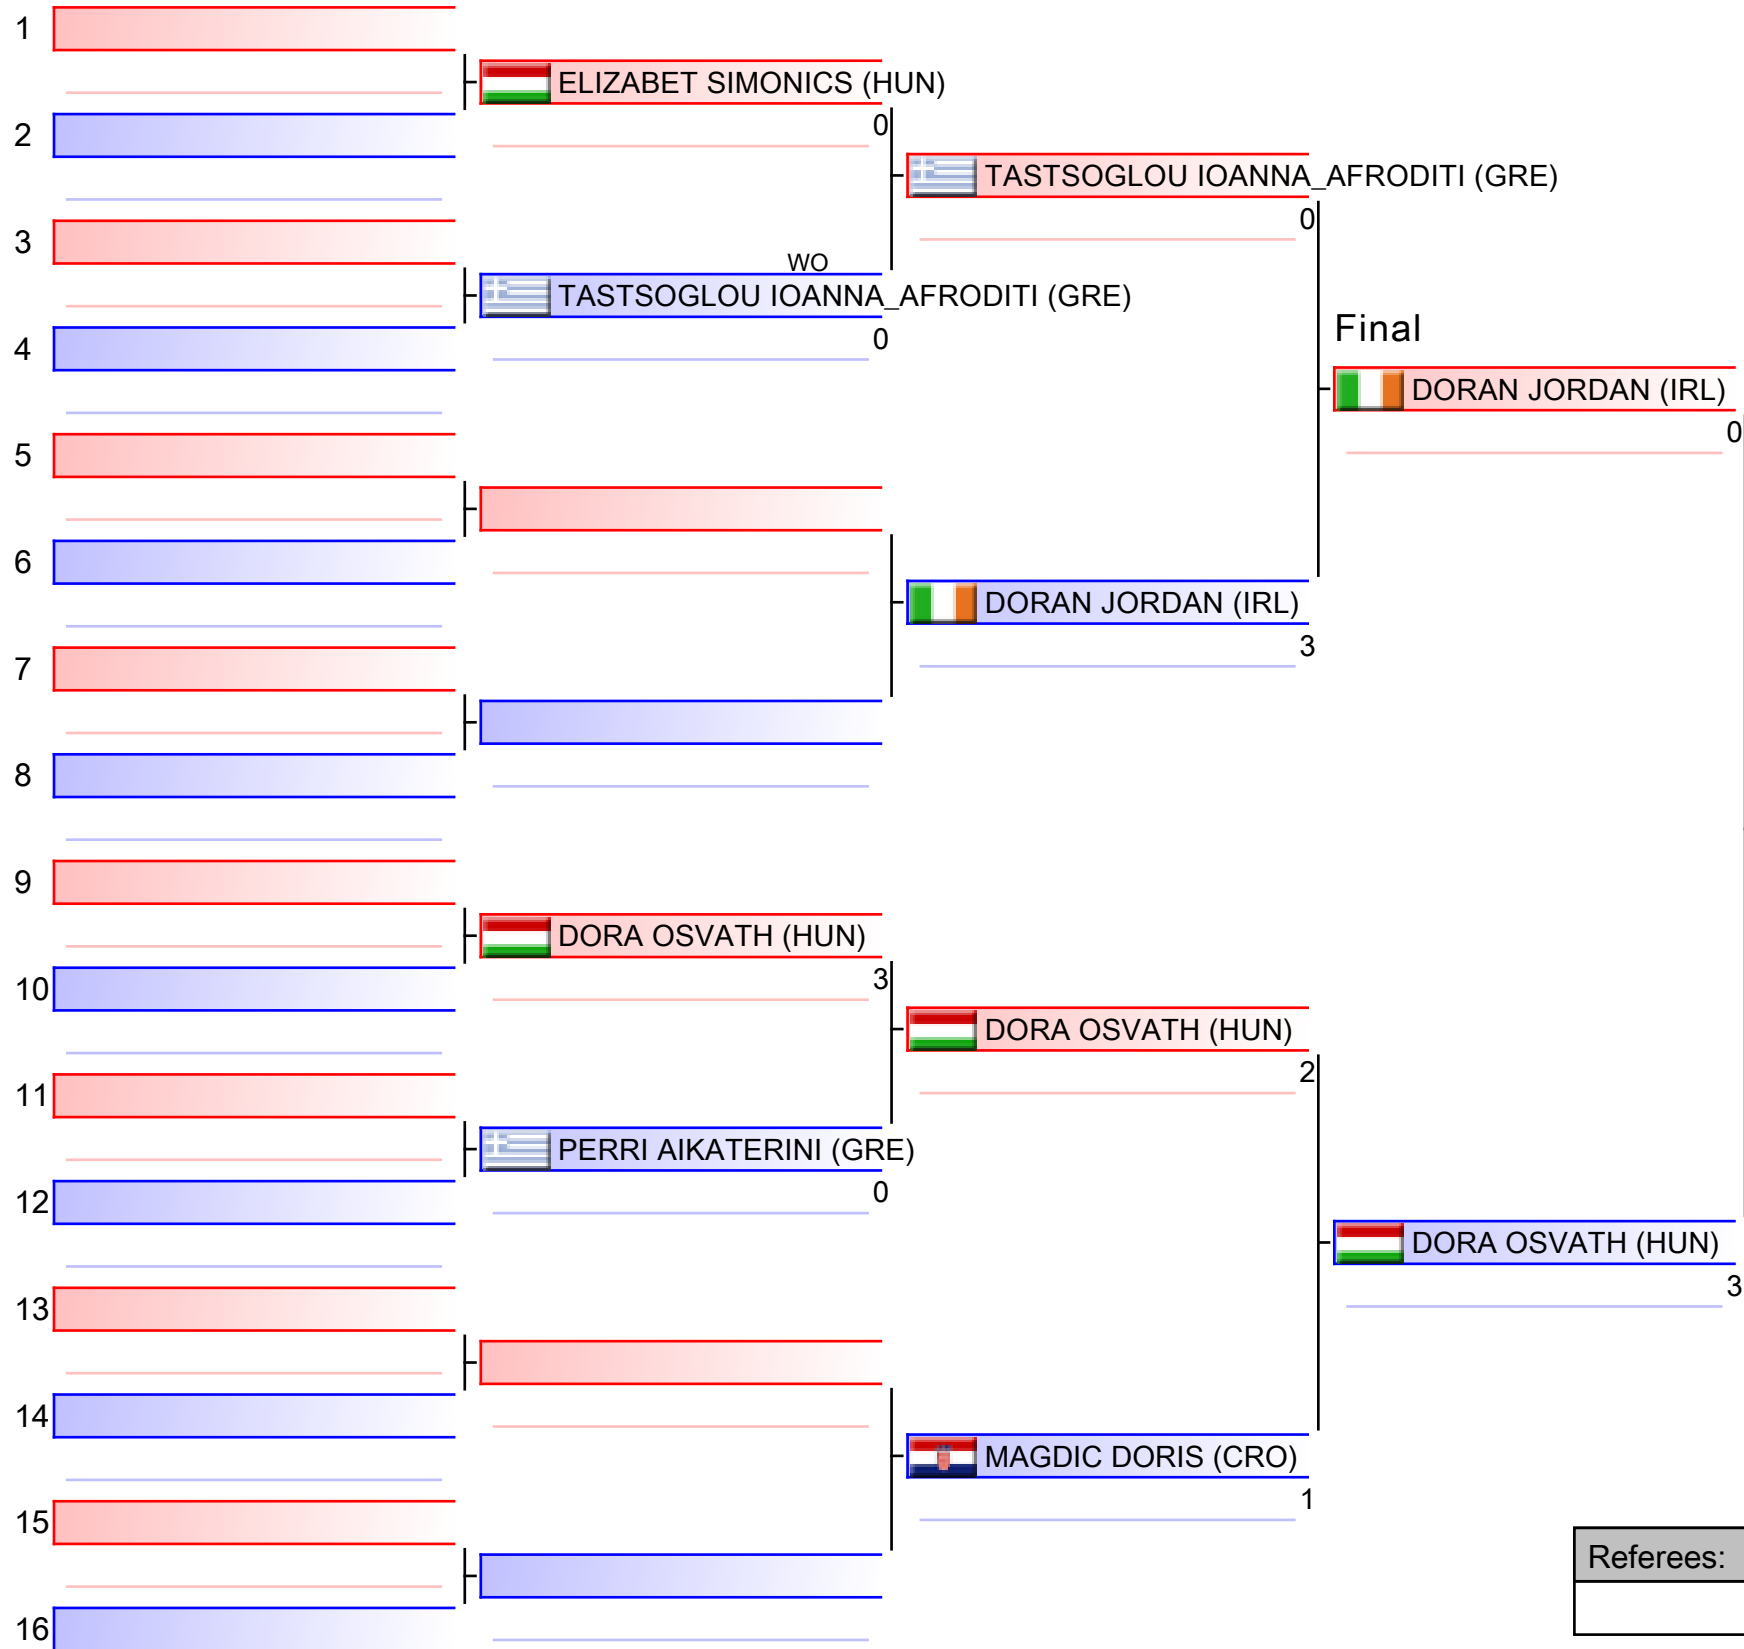 1
ELIZABET SIMONICS (HUN)
0
2
TASTSOGLOU IOANNA_AFRODITI (GRE)
0
3
WO
TASTSOGLOU IOANNA_AFRODITI (GRE)
0
4
Final
DORAN JORDAN (IRL)
0
5
6
DORAN JORDAN (IRL)
3
7
8
9
DORA OSVATH (HUN)
3
10
DORA OSVATH (HUN)
2
11
PERRI AIKATERINI (GRE)
0
12
DORA OSVATH (HUN)
3
13
14
MAGDIC DORIS (CRO)
1
15
Referees:
16